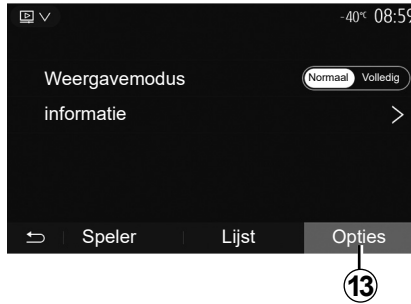 -40°C 08:59
Weergavemodus Normaal Volledig
informatie
Speler Lijst Opties
13